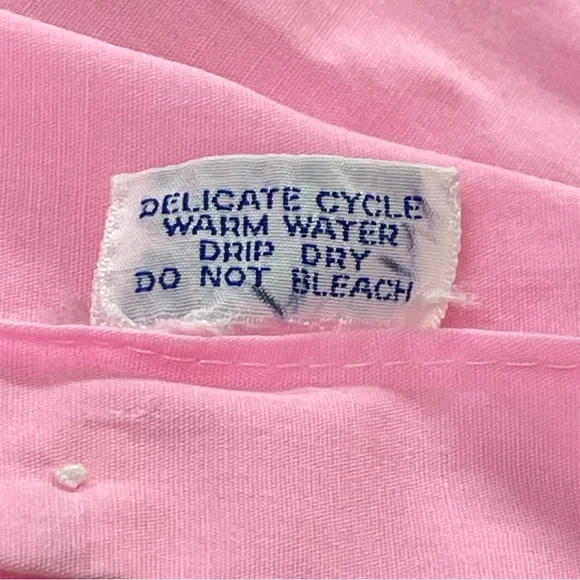 DELICATE CYCLE
WARM WATER
DRIP DRY
DO NOT BLEACH